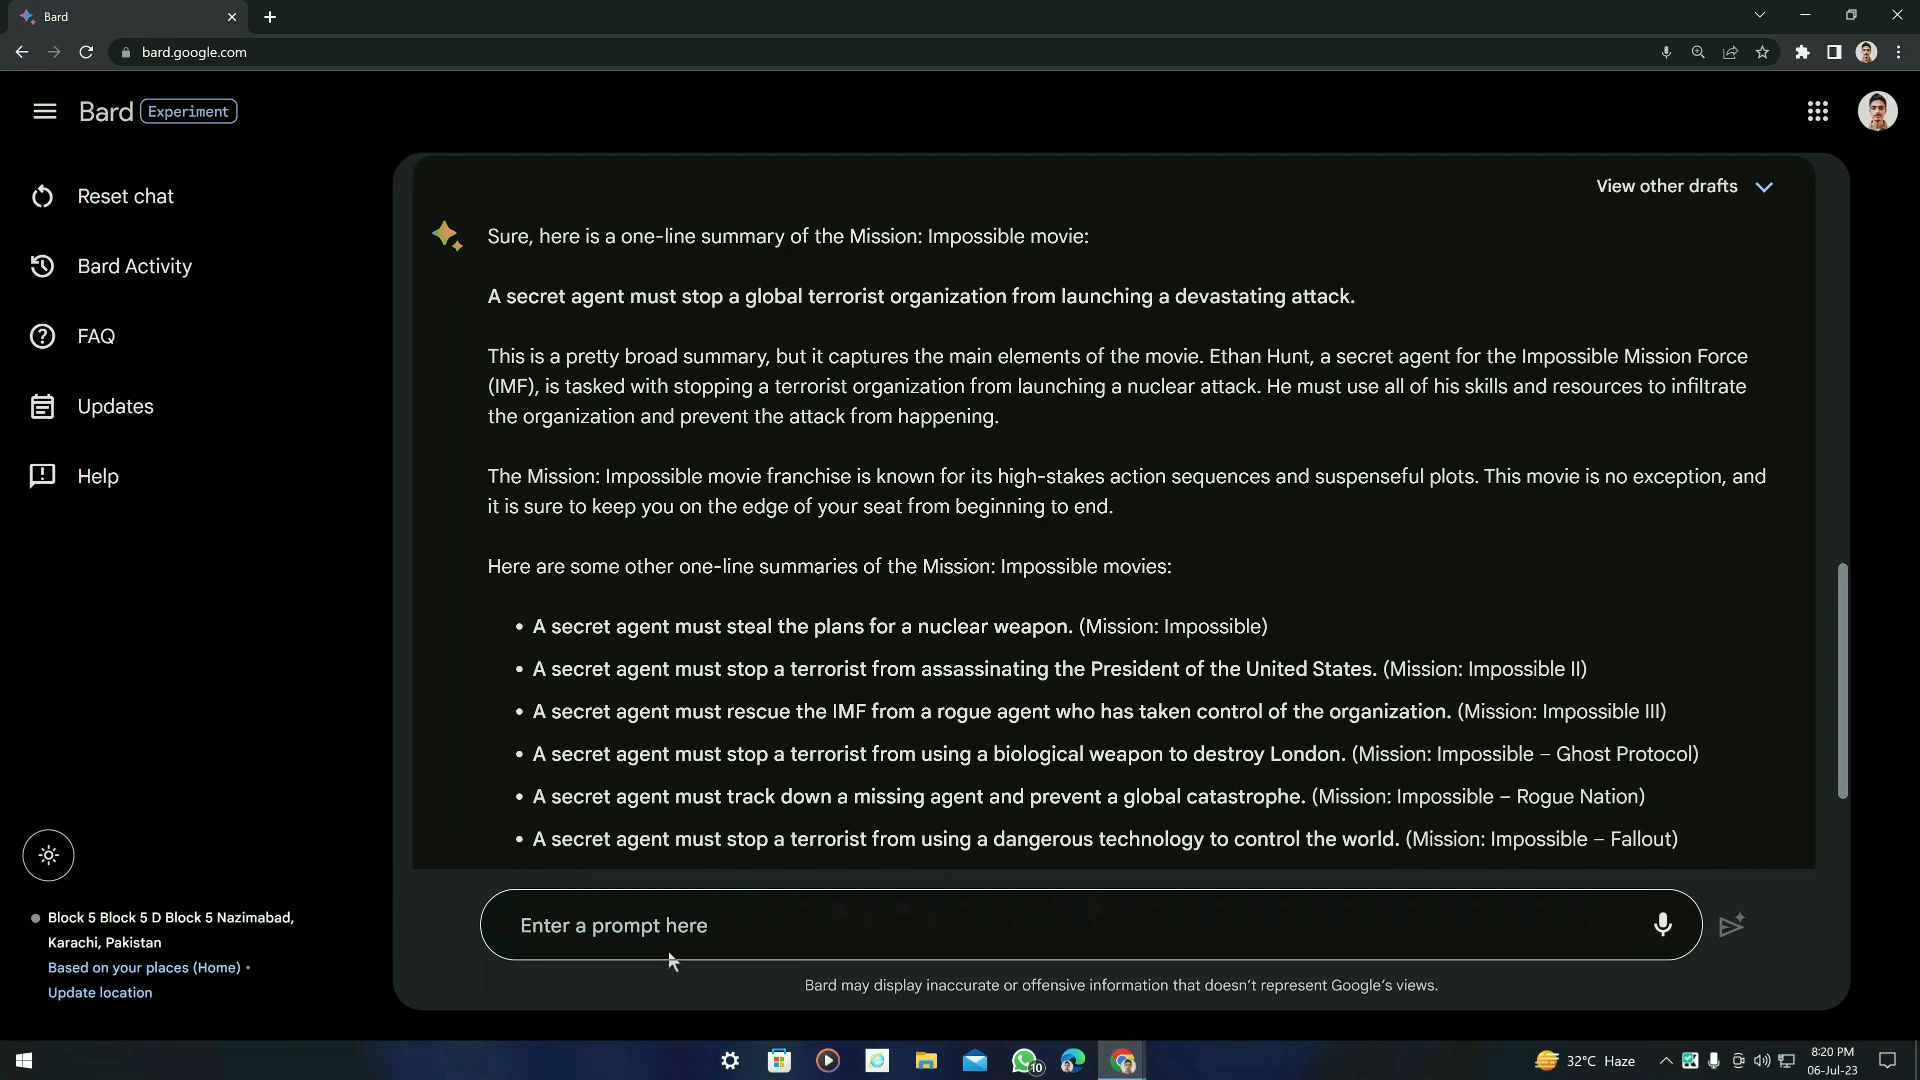 Bard
bard.google.com
Bard Experiment
Reset chat
Bard Activity
FAQ
Updates
Help
View other drafts
Sure, here is a one-line summary of the Mission: Impossible movie:
A secret agent must stop a global terrorist organization from launching a devastating attack.
This is a pretty broad summary, but it captures the main elements of the movie. Ethan Hunt, a secret agent for the Impossible Mission Force
(IMF), is tasked with stopping a terrorist organization from launching a nuclear attack. He must use all of his skills and resources to infiltrate
the organization and prevent the attack from happening.
The Mission: Impossible movie franchise is known for its high-stakes action sequences and suspenseful plots. This movie is no exception, and
it is sure to keep you on the edge of your seat from beginning to end.
Here are some other one-line summaries of the Mission: Impossible movies:
• A secret agent must steal the plans for a nuclear weapon. (Mission: Impossible)
• A secret agent must stop a terrorist from assassinating the President of the United States. (Mission: Impossible II)
• A secret agent must rescue the IMF from a rogue agent who has taken control of the organization. (Mission: Impossible III)
• A secret agent must stop a terrorist from using a biological weapon to destroy London. (Mission: Impossible – Ghost Protocol)
• A secret agent must track down a missing agent and prevent a global catastrophe. (Mission: Impossible – Rogue Nation)
• A secret agent must stop a terrorist from using a dangerous technology to control the world. (Mission: Impossible – Fallout)
Enter a prompt here
Bard may display inaccurate or offensive information that doesn't represent Google's views.
Block 5 Block 5 D Block 5 Nazimabad,
Karachi, Pakistan
Based on your places (Home) •
Update location
10
32°C Haze
8:20 PM
06-Jul-23